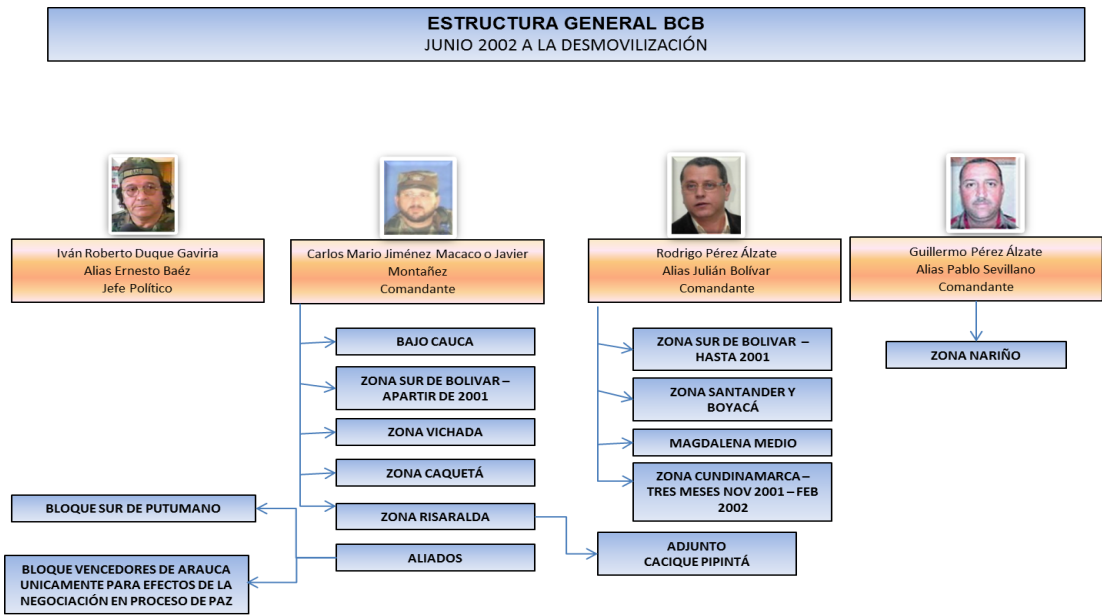 ESTRUCTURA GENERAL BCB
JUNIO 2002 A LA DESMOVILIZACIÓN
Iván Roberto Duque Gaviria
Alias Ernesto Baéz
Jefe Político
Carlos Mario Jiménez Macaco o Javier
Montañez
Comandante
Rodrigo Pérez Álzate
Alias Julián Bolívar
Comandante
Guillermo Pérez Álzate
Alias Pablo Sevillano
Comandante
BAJO CAUCA
ZONA SUR DE BOLIVAR –
APARTIR DE 2001
ZONA VICHADA
ZONA CAQUETÁ
ZONA RISARALDA
ALIADOS
BLOQUE SUR DE PUTUMANO
BLOQUE VENCEDORES DE ARAUCA
UNICAMENTE PARA EFECTOS DE LA
NEGOCIACIÓN EN PROCESO DE PAZ
ZONA SUR DE BOLIVAR –
HASTA 2001
ZONA SANTANDER Y
BOYACÁ
MAGDALENA MEDIO
ZONA CUNDINAMARCA –
TRES MESES NOV 2001 – FEB
2002
ADJUNTO
CACIQUE PIPINTÁ
ZONA NARIÑO